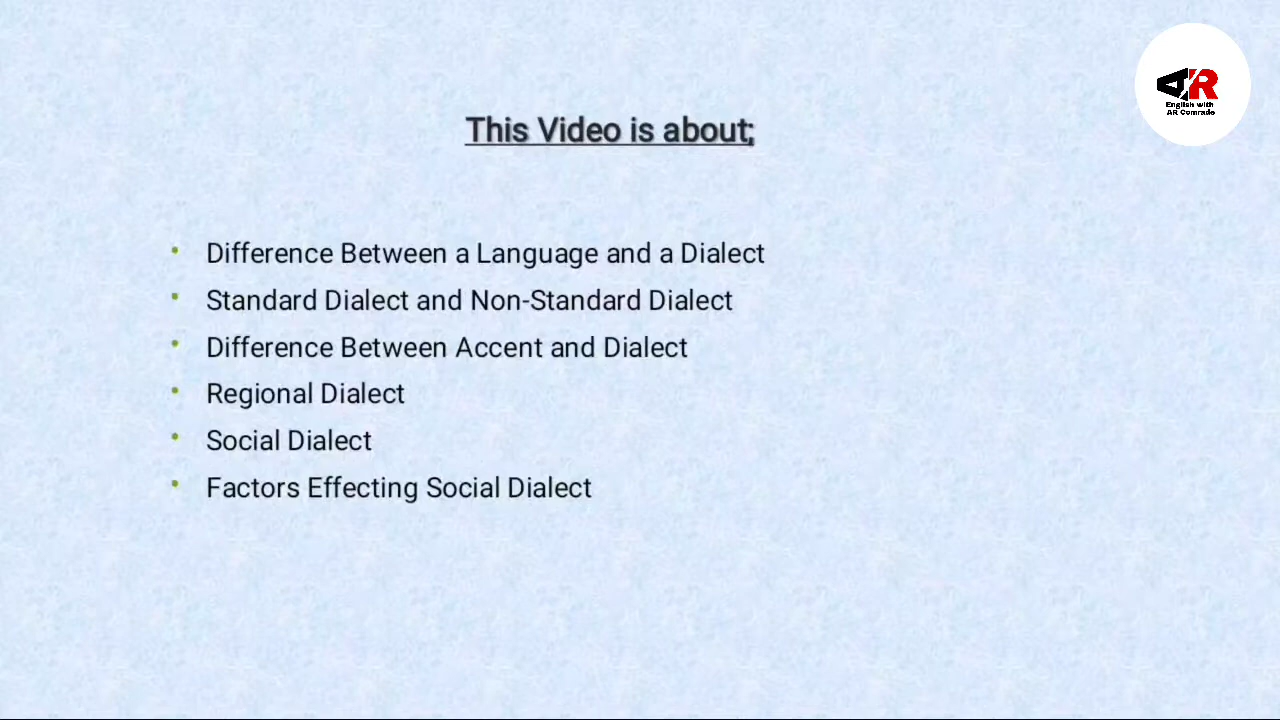 AR
English with
AR Comrade
This Video is about;
Difference Between a Language and a Dialect
Standard Dialect and Non-Standard Dialect
Difference Between Accent and Dialect
Regional Dialect
Social Dialect
Factors Effecting Social Dialect